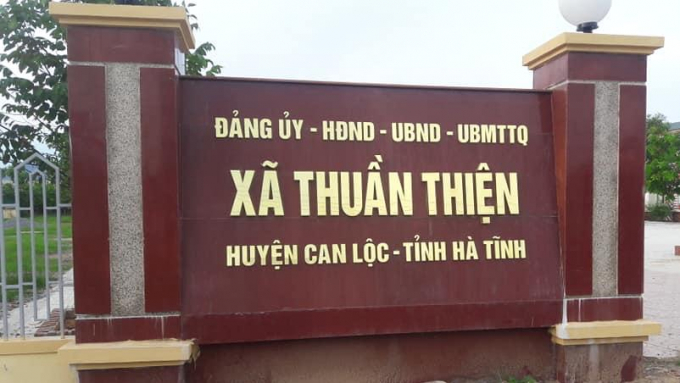 ĐẢNG ỦY - HĐND - UBND - UBMTTQ
XÃ THUẦN THIỆN
HUYỆN CAN LỘC - TỈNH HÀ TĨNH